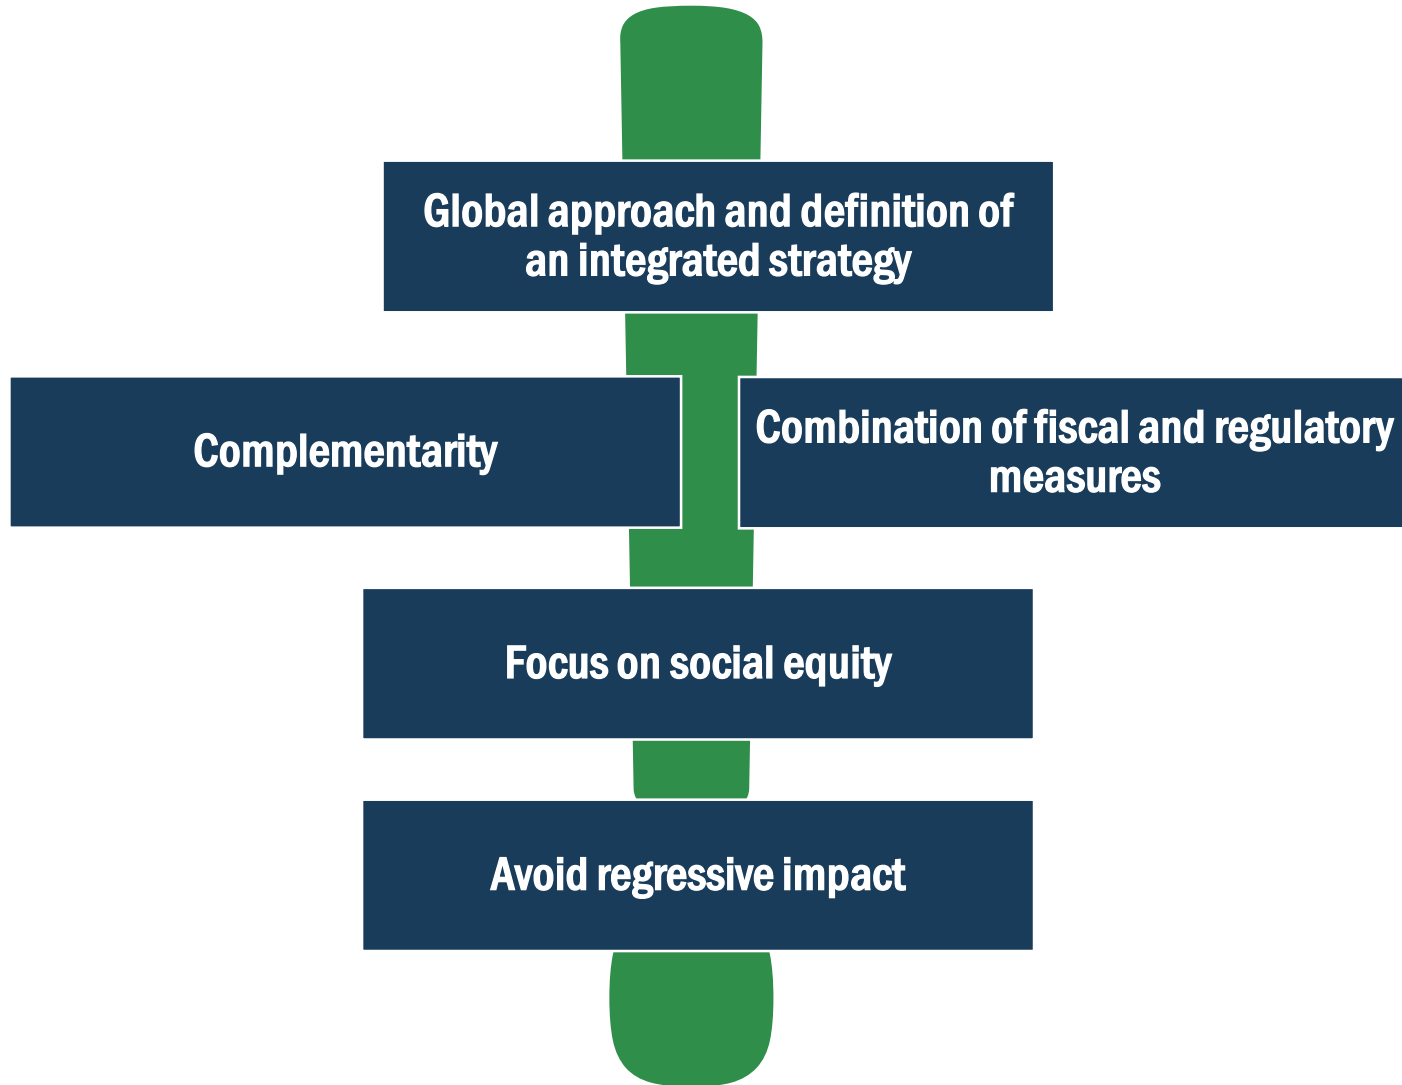 Global approach and definition of
an integrated strategy
Complementarity
Combination of fiscal and regulatory
measures
Focus on social equity
Avoid regressive impact